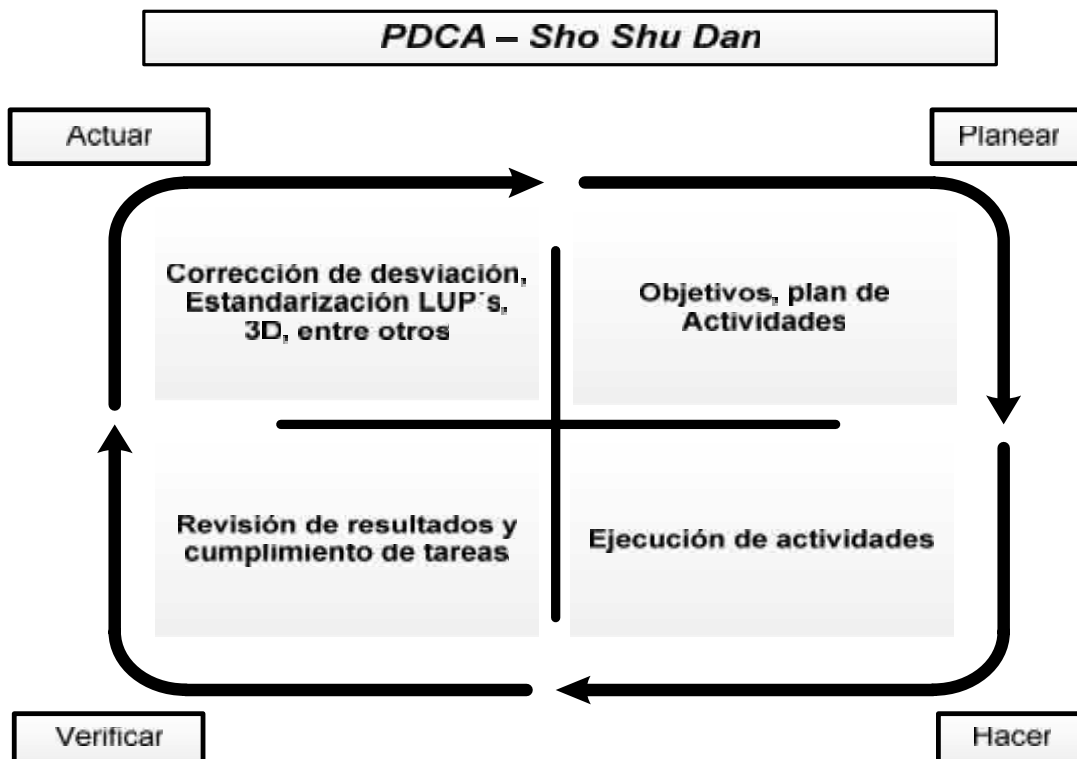 PDCA – Sho Shu Dan
Actuar
Planear
Corrección de desviación,
Estandarización LUP´s,
3D, entre otros
Objetivos, plan de
Actividades
Revisión de resultados y
cumplimiento de tareas
Ejecución de actividades
Verificar
Hacer